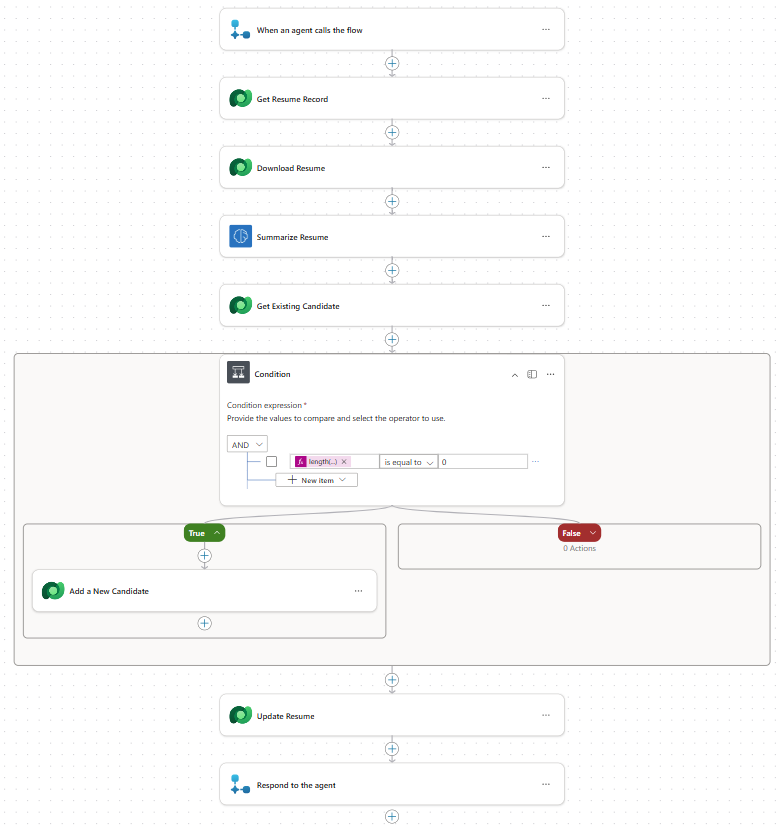 When an agent calls the flow
Get Resume Record
Download Resume
Summarize Resume
Get Existing Candidate
Condition
Condition expression *
Provide the values to compare and select the operator to use.
AND
fx length(...) × is equal to 0
New item
True
False
0 Actions
Add a New Candidate
Update Resume
Respond to the agent